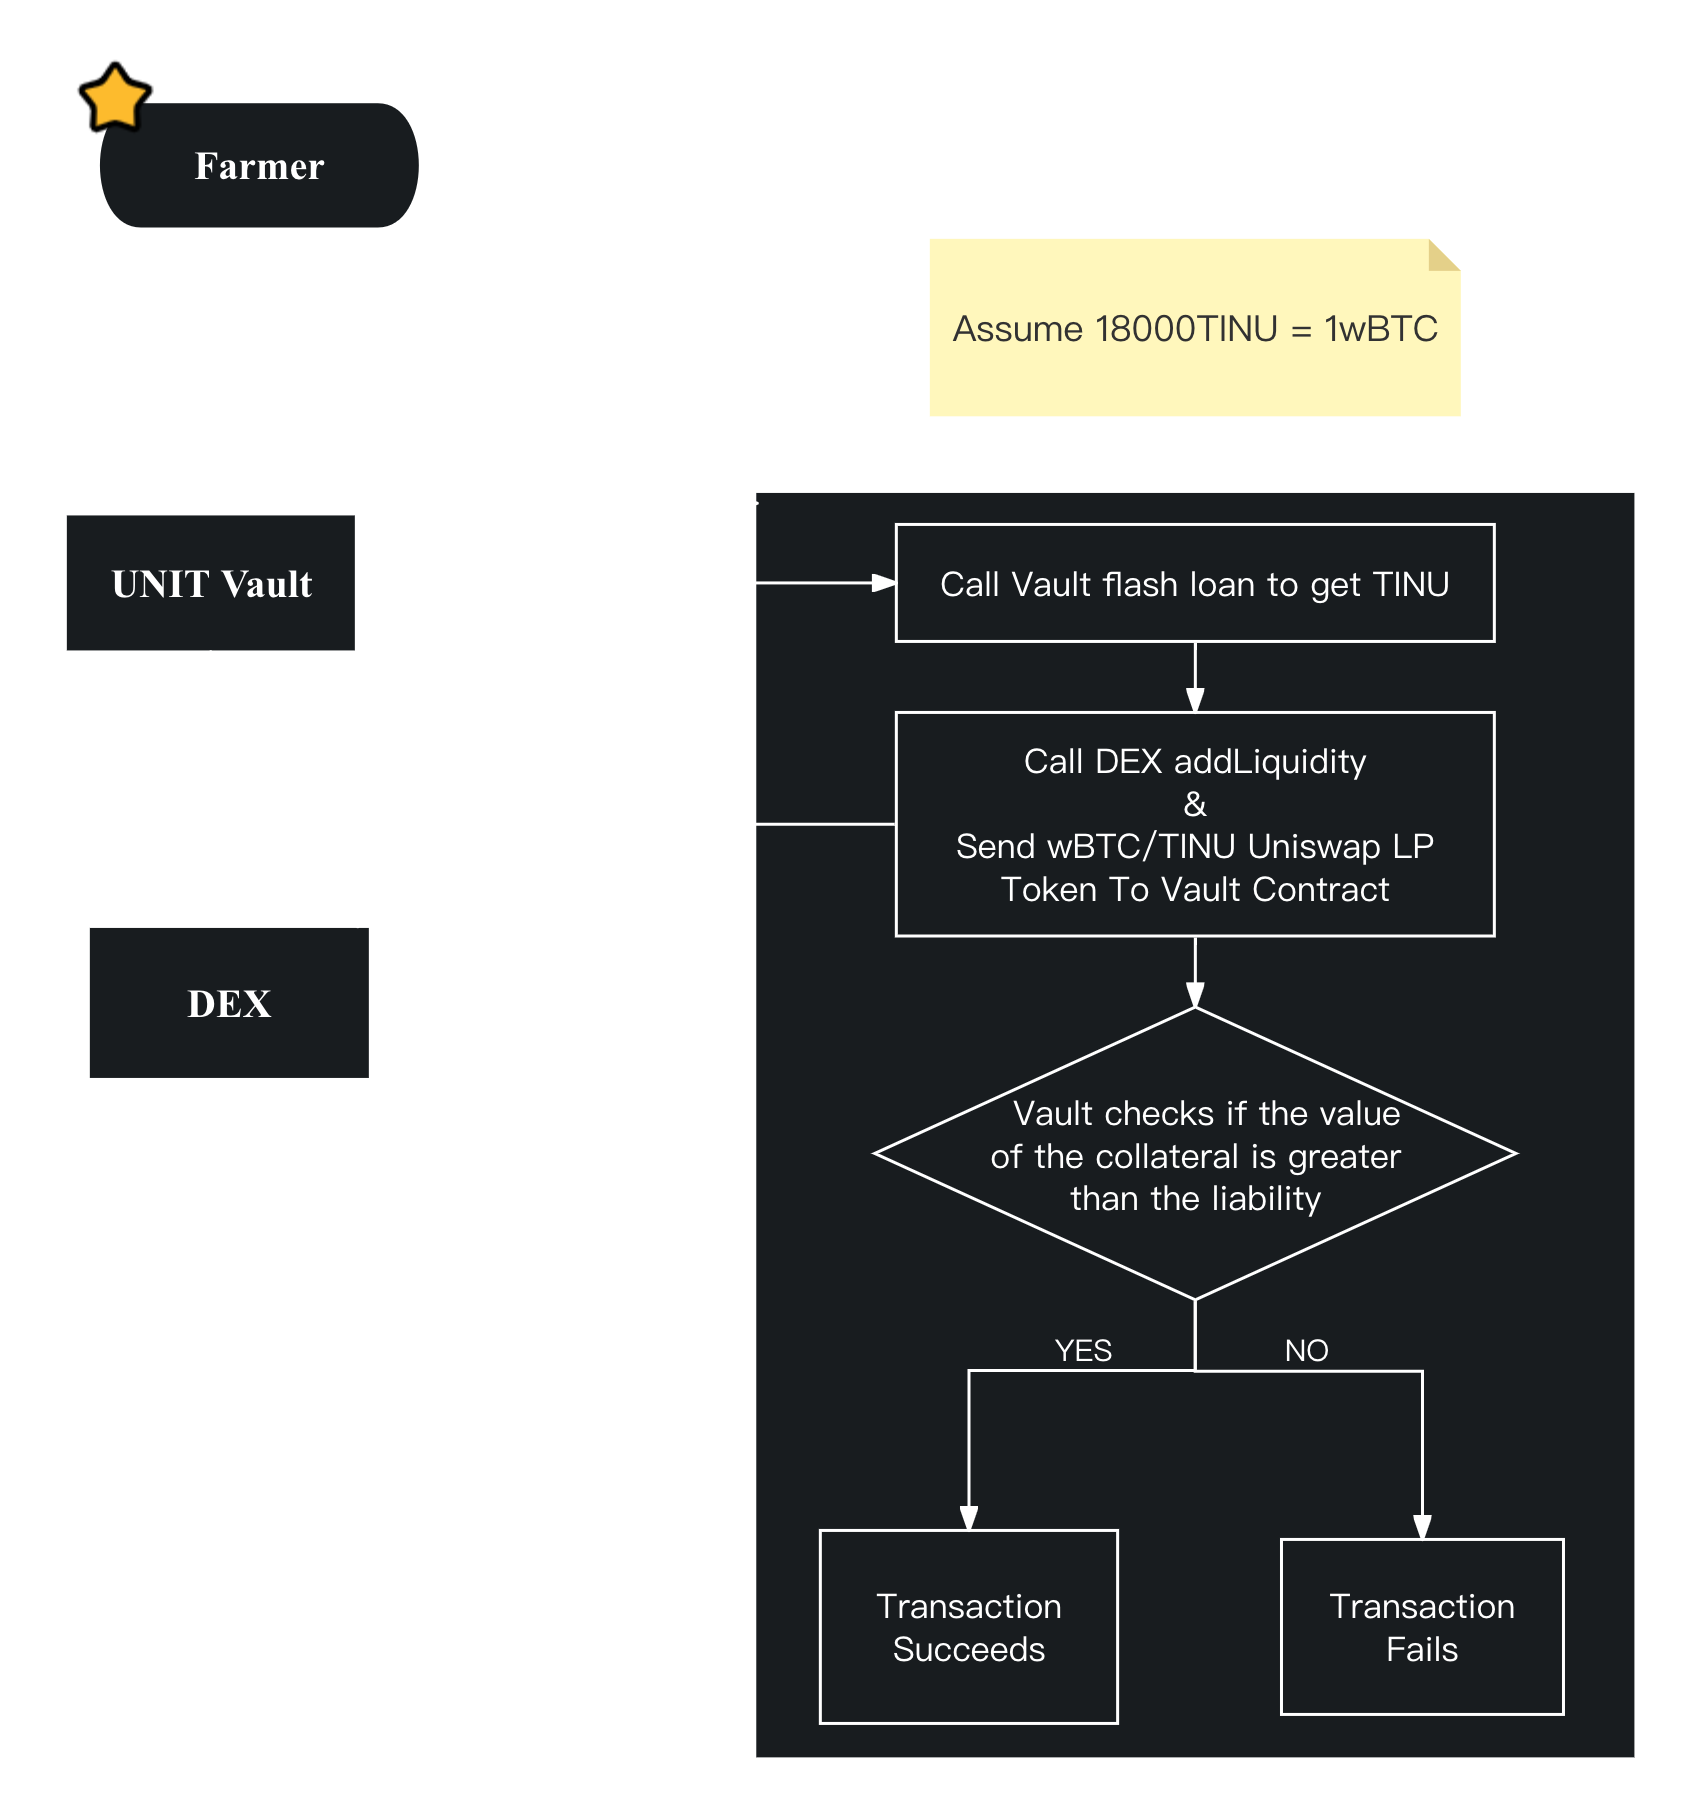 Farmer
Assume 18000TINU = 1wBTC
UNIT Vault
Call Vault flash loan to get TINU
Call DEX addLiquidity
&
Send wBTC/TINU Uniswap LP
Token To Vault Contract
DEX
Vault checks if the value
of the collateral is greater
than the liability
YES
NO
Transaction
Succeeds
Transaction
Fails